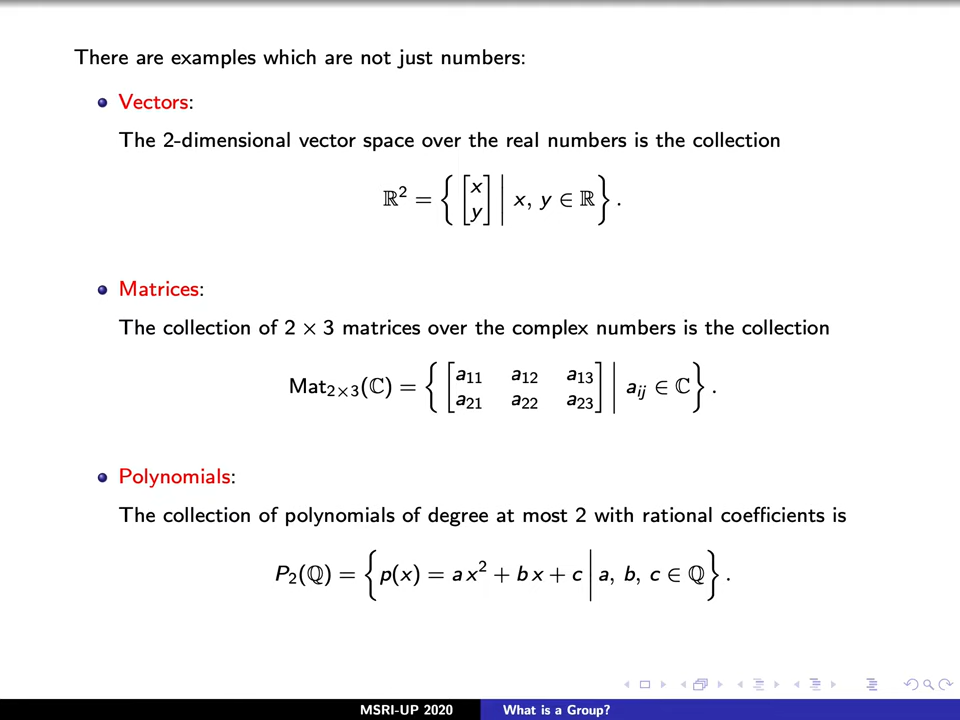 There are examples which are not just numbers:
• Vectors:
The 2-dimensional vector space over the real numbers is the collection
ℝ² = { [x y] | x, y ∈ ℝ } .
• Matrices:
The collection of 2 × 3 matrices over the complex numbers is the collection
Mat₂ₓ₃(ℂ) = { [a₁₁ a₁₂ a₁₃ a₂₁ a₂₂ a₂₃] | aᵢⱼ ∈ ℂ } .
• Polynomials:
The collection of polynomials of degree at most 2 with rational coefficients is
P₂(ℚ) = { p(x) = a x² + b x + c | a, b, c ∈ ℚ } .
MSRI-UP 2020 What is a Group?